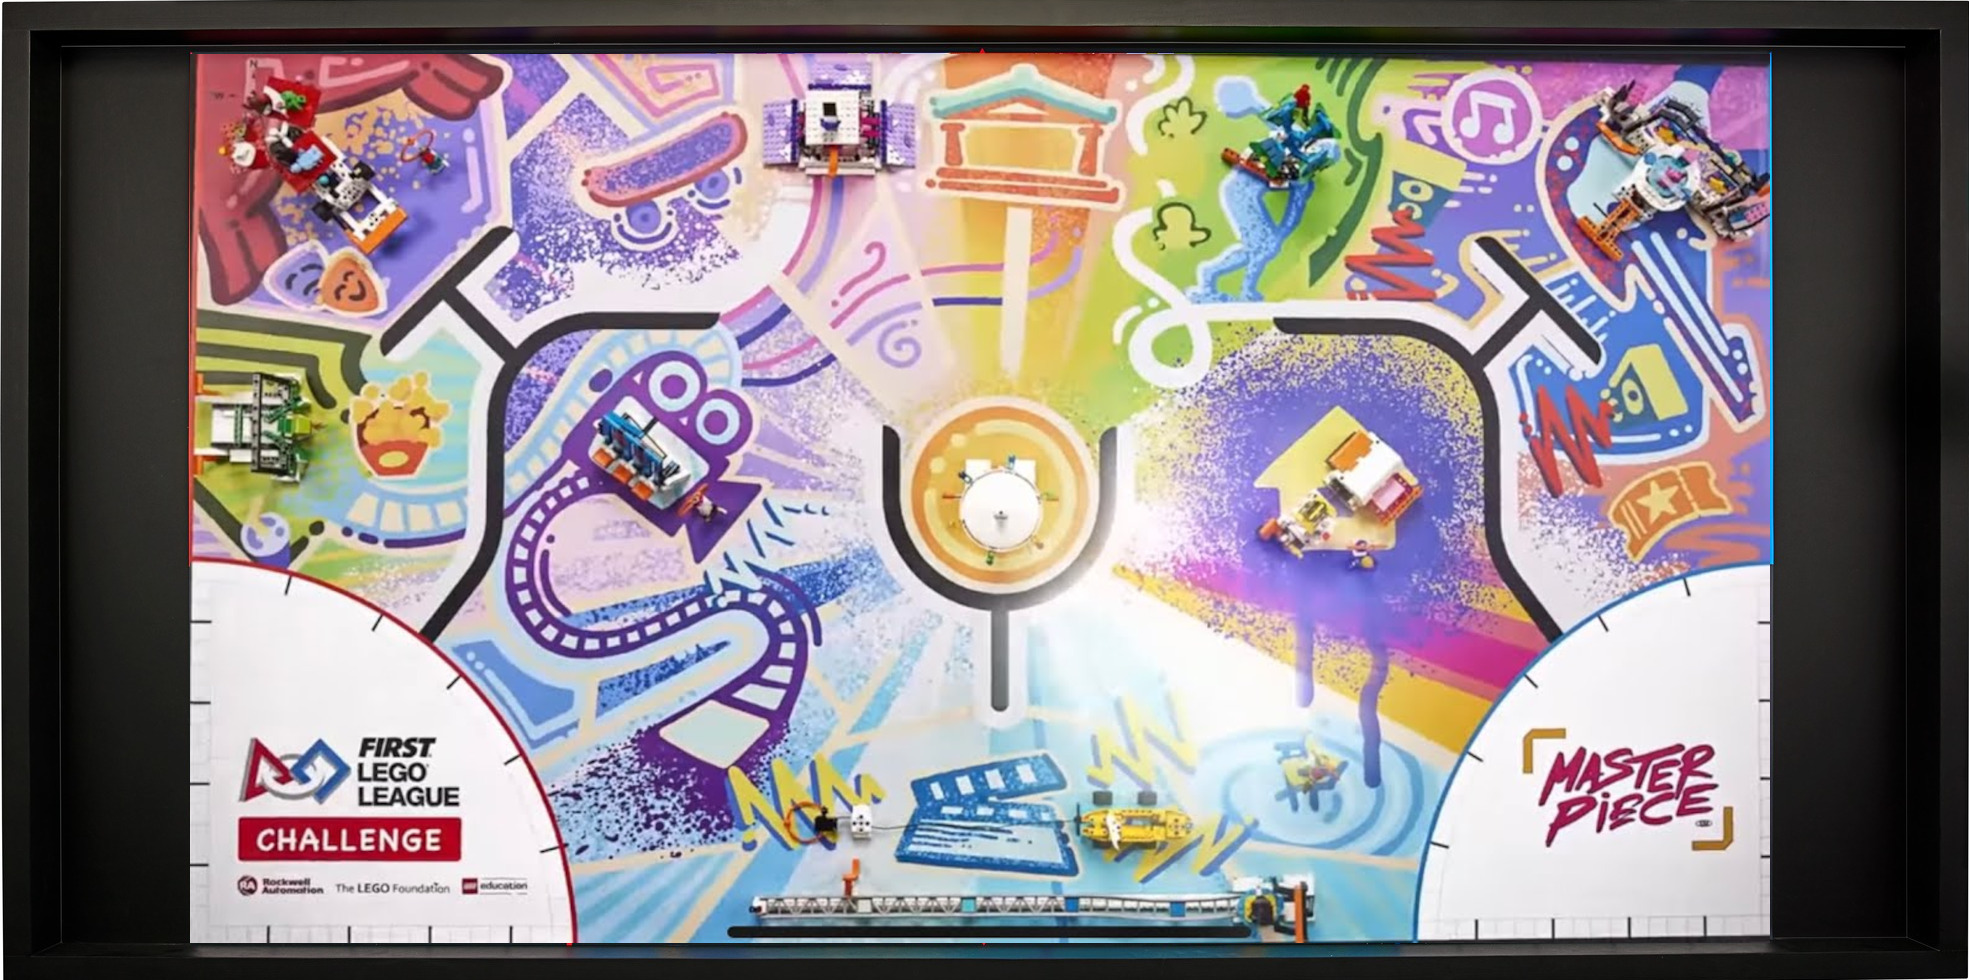 FIRST
LEGO
LEAGUE
CHALLENGE
Rockwell
Automation
The LEGO Foundation
education
MASTER
PIECE